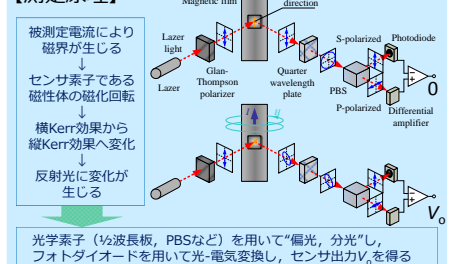 【測定原理】
被測定電流により
磁界が生じる
↓
センサ素子である
磁性体の磁化回転
↓
横Kerr効果から
縦Kerr効果へ変化
↓
反射光に変化が
生じる
Magnetic film
direction
Lazer
light
Lazer
Glan-
Thompson
polarizer
Quarter
wavelength
plate
S-polarized
Photodiode
PBS
P-polarized
Differential
amplifier
0
I
H
Vo
光学素子（½波長板，PBSなど）を用いて“偏光，分光”し，
フォトダイオードを用いて光-電気変換し，センサ出力Voを得る